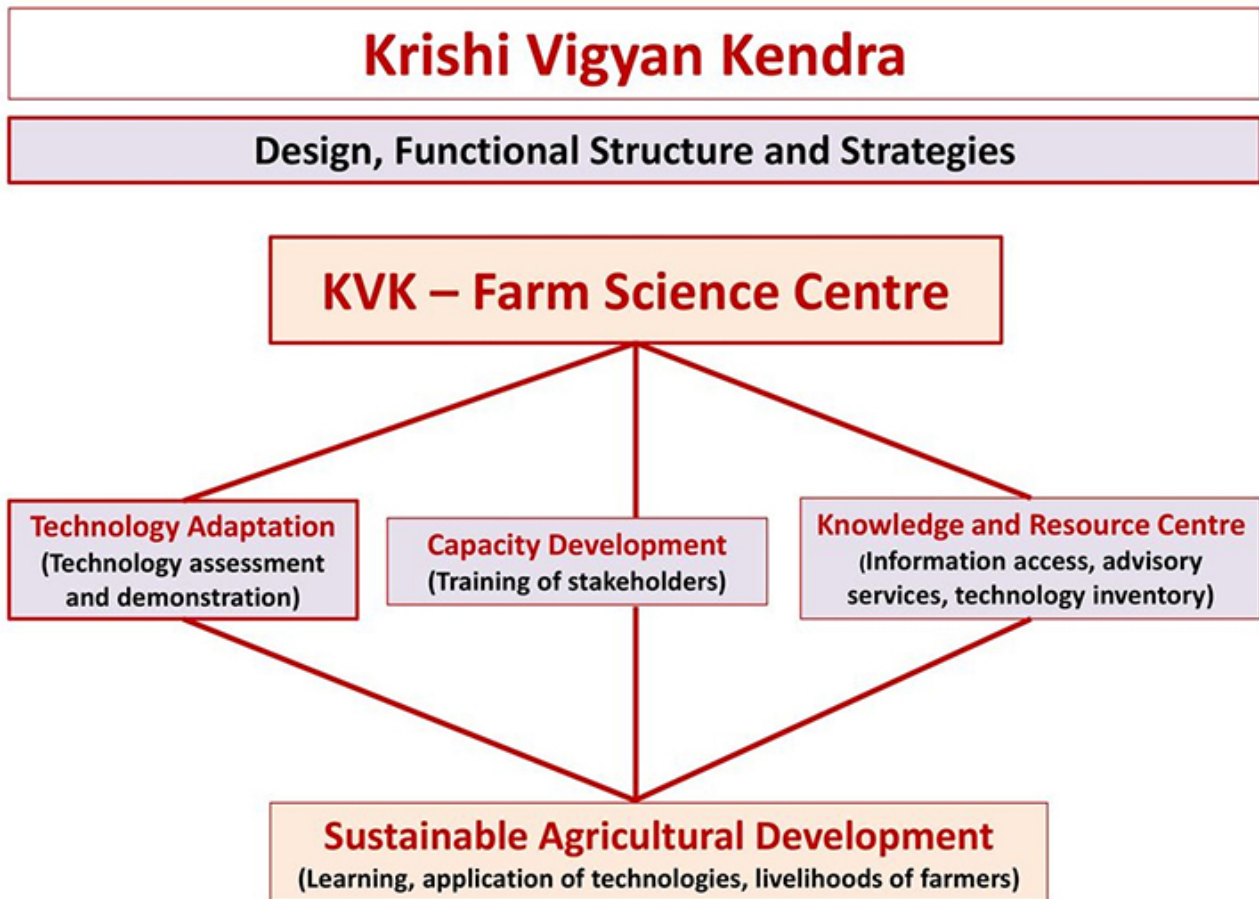 Krishi Vigyan Kendra
Design, Functional Structure and Strategies
KVK – Farm Science Centre
Technology Adaptation
(Technology assessment
and demonstration)
Capacity Development
(Training of stakeholders)
Knowledge and Resource Centre
(Information access, advisory
services, technology inventory)
Sustainable Agricultural Development
(Learning, application of technologies, livelihoods of farmers)